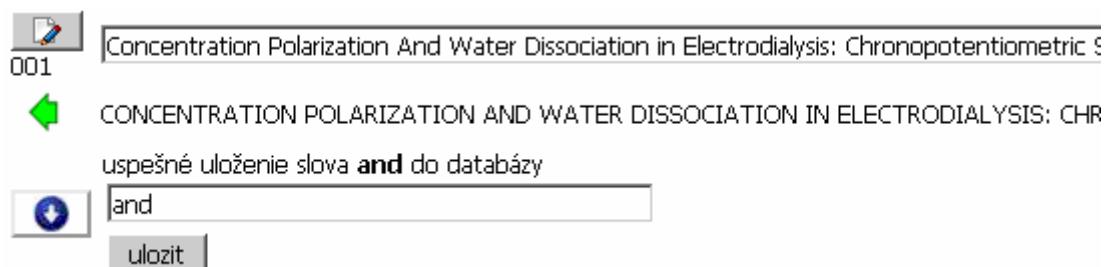 Concentration Polarization And Water Dissociation in Electrodialysis: Chronopotentiometric
001
CONCENTRATION POLARIZATION AND WATER DISSOCIATION IN ELECTRODIALYSIS: CHR
uspešné uloženie slova and do databázy
and
ulozit